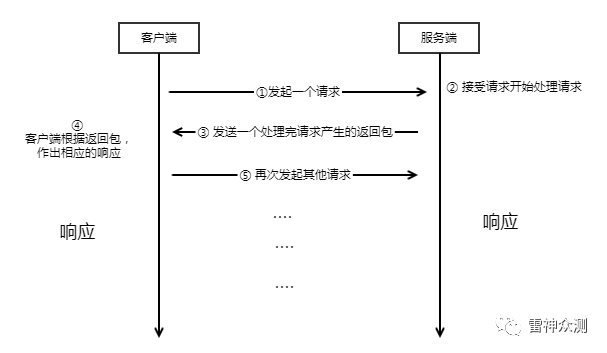 客户端
服务端
①发起一个请求
② 接受请求开始处理请求
③ 发送一个处理完请求产生的返回包
④
客户端根据返回包，
作出相应的响应
⑤ 再次发起其他请求
....
响应
响应
....
....
雷神众测